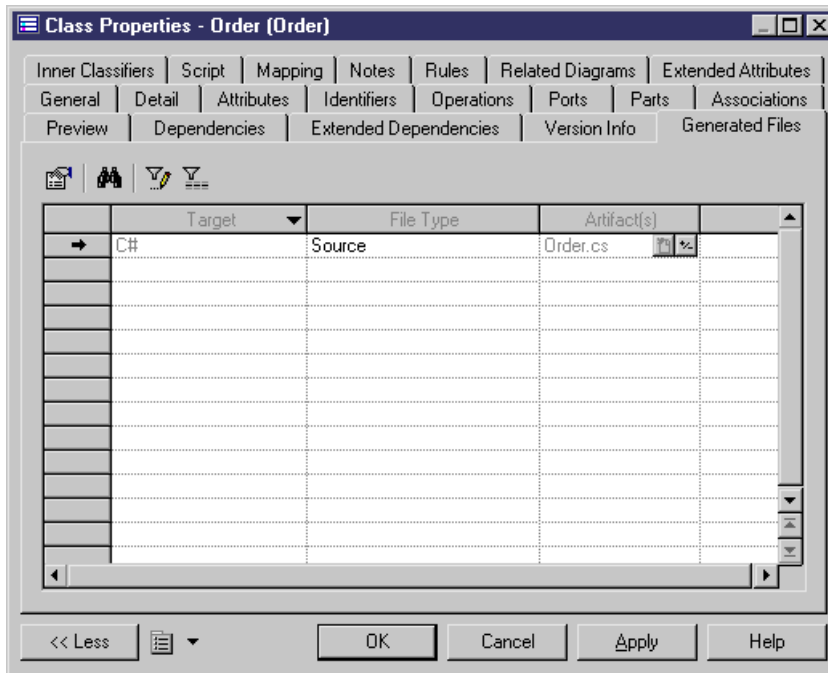 Class Properties - Order (Order)
Inner Classifiers Script Mapping Notes Rules Related Diagrams Extended Attributes
General Detail Attributes Identifiers Operations Ports Parts Associations
Preview Dependencies Extended Dependencies Version Info Generated Files
Target File Type Artifact(s)
C# Source Order.cs
<< Less OK Cancel Apply Help